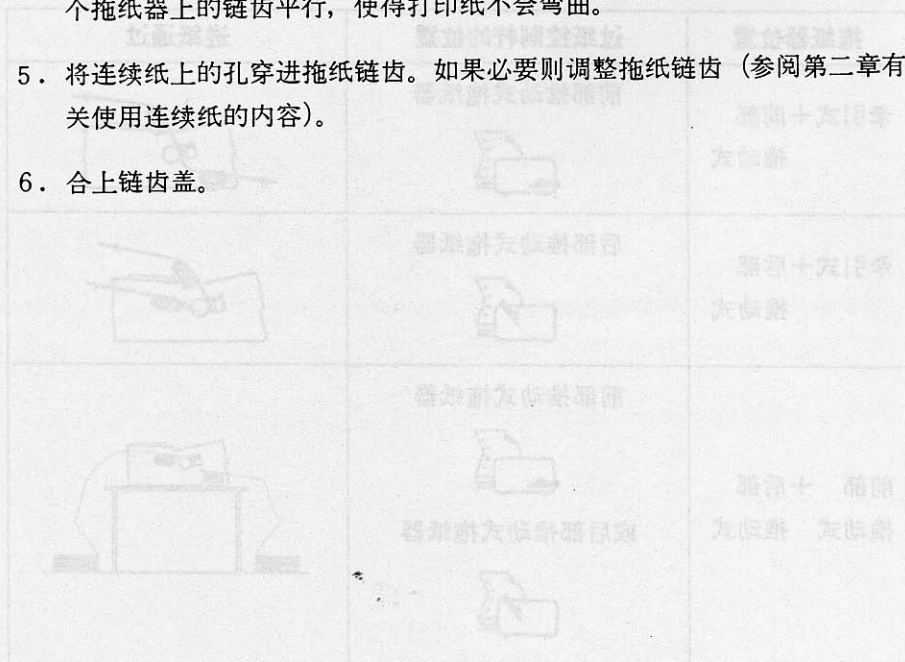 个拖纸器上的链齿平行，使得打印纸不会弯曲。
5．将连续纸上的孔穿进拖纸链齿。如果必要则调整拖纸链齿（参阅第二章有
关使用连续纸的内容）。
6．合上链齿盖。
拖纸器位置 过纸控制杆的位置 进纸通过
牵引式＋前部 前部推动式拖纸器
推动式
牵引式＋后部 后部推动式拖纸器
推动式
前部推动式拖纸器
前部 ＋后部
推动式 推动式 或后部推动式拖纸器